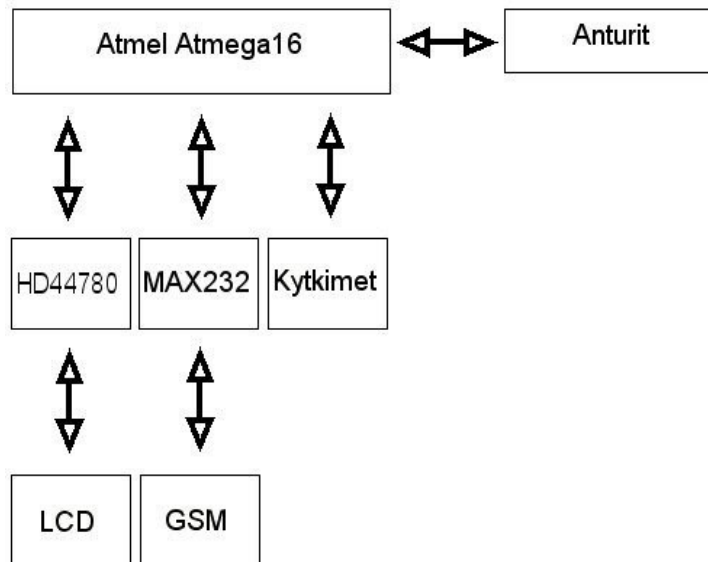 Atmel Atmega16
Anturit
HD44780
MAX232
Kytkimet
LCD
GSM